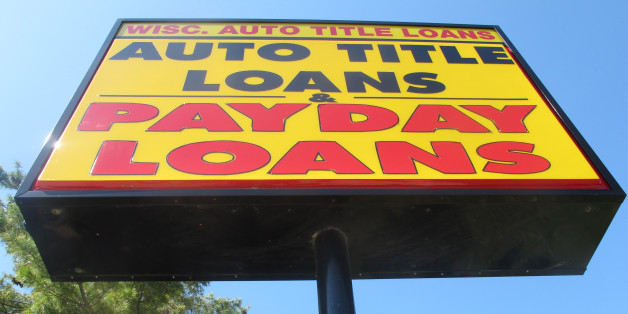 WISC. AUTO TITLE LOANS
AUTO TITLE
LOANS
&
PAYDAY
LOANS